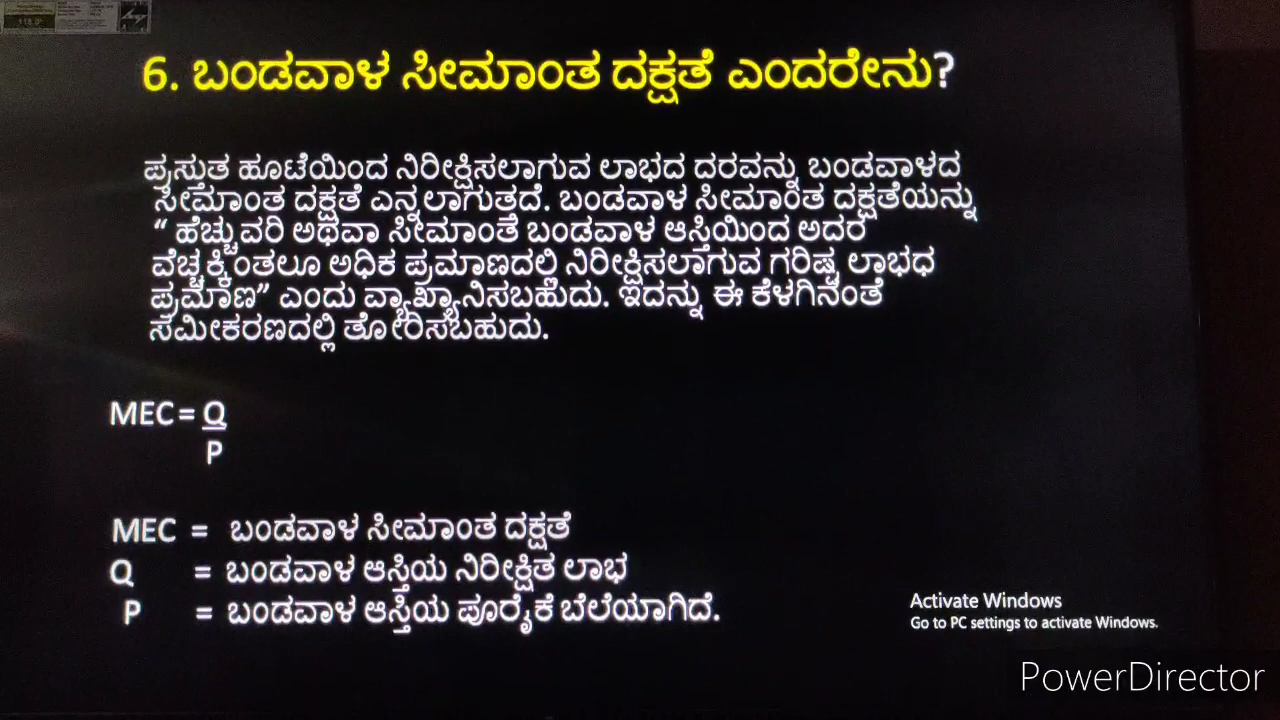 6. ಬಂಡವಾಳ ಸೀಮಾಂತ ದಕ್ಷತೆ ಎಂದರೇನು?
ಪ್ರಸ್ತುತ ಹೂಟೆಯಿಂದ ನಿರೀಕ್ಷಿಸಲಾಗುವ ಲಾಭದ ದರವನ್ನು ಬಂಡವಾಳದ
ಸೀಮಾಂತ ದಕ್ಷತೆ ಎನ್ನಲಾಗುತ್ತದೆ. ಬಂಡವಾಳ ಸೀಮಾಂತ ದಕ್ಷತೆಯನ್ನು
“ ಹೆಚ್ಚುವರಿ ಅಥವಾ ಸೀಮಾಂತ ಬಂಡವಾಳ ಆಸ್ತಿಯಿಂದ ಅದರ
ವೆಚ್ಚಕ್ಕಿಂತಲೂ ಅಧಿಕ ಪ್ರಮಾಣದಲ್ಲಿ ನಿರೀಕ್ಷಿಸಲಾಗುವ ಗರಿಷ್ಟ ಲಾಭಧ
ಪ್ರಮಾಣ” ಎಂದು ವ್ಯಾಖ್ಯಾನಿಸಬಹುದು. ಇದನ್ನು ಈ ಕೆಳಗಿನಂತೆ
ಸಮೀಕರಣದಲ್ಲಿ ತೋರಿಸಬಹುದು.
MEC = Q
P
MEC = ಬಂಡವಾಳ ಸೀಮಾಂತ ದಕ್ಷತೆ
Q = ಬಂಡವಾಳ ಆಸ್ತಿಯ ನಿರೀಕ್ಷಿತ ಲಾಭ
P = ಬಂಡವಾಳ ಆಸ್ತಿಯ ಪೂರೈಕೆ ಬೆಲೆಯಾಗಿದೆ.
Activate Windows
Go to PC settings to activate Windows.
PowerDirector